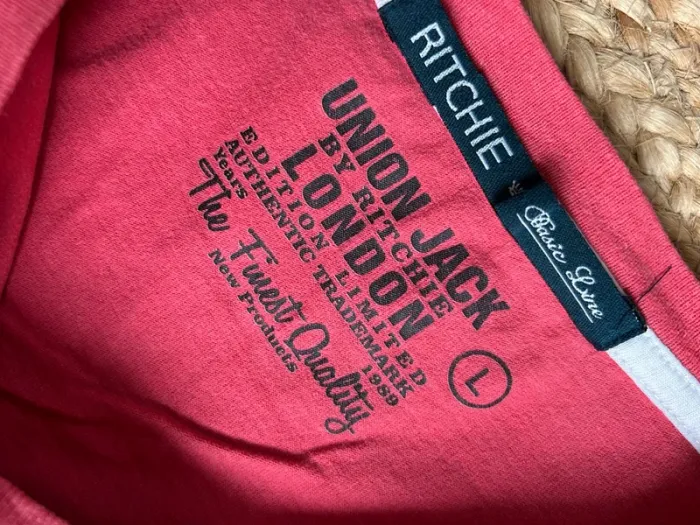 RITCHIE
Basic Line
UNION JACK
BY RITCHIE
LONDON
EDITION LIMITED
AUTHENTIC TRADEMARK
Years 1989
The Finest Quality
New Products
L